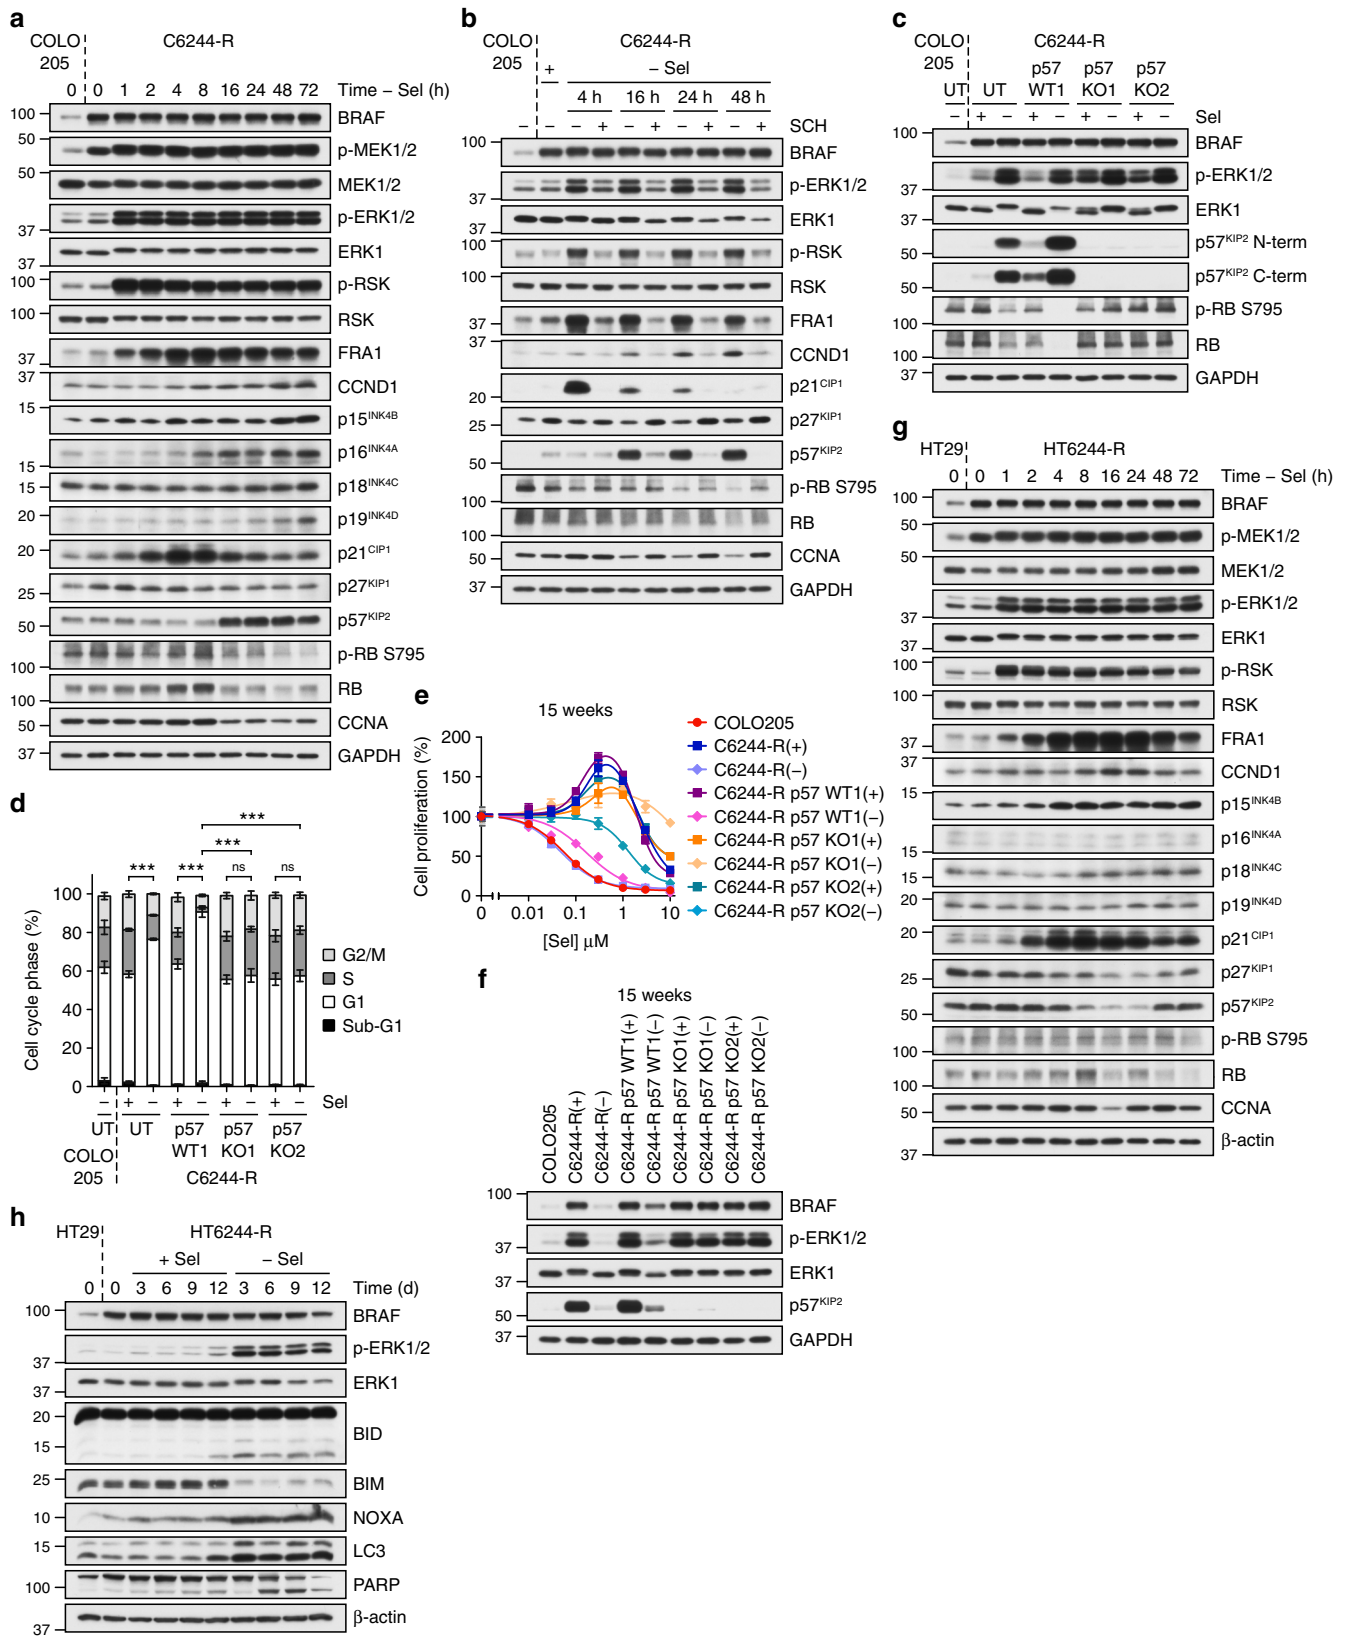 a
COLO 205
C6244-R
0 0 1 2 4 8 16 24 48 72 Time – Sel (h)
100 BRAF
50 p-MEK1/2
50 MEK1/2
37 p-ERK1/2
37 ERK1
100 p-RSK
100 RSK
37 FRA1
37 CCND1
15 p15INK4B
15 p16INK4A
15 p18INK4C
20 p19INK4D
20 p21CIP1
25 p27KIP1
50 p57KIP2
100 p-RB S795
100 RB
50 CCNA
37 GAPDH
b
COLO 205
C6244-R
+ – Sel
4 h 16 h 24 h 48 h
– – – + – + – + – + SCH
100 BRAF
37 p-ERK1/2
37 ERK1
100 p-RSK
100 RSK
37 FRA1
37 CCND1
20 p21CIP1
25 p27KIP1
50 p57KIP2
100 p-RB S795
100 RB
50 CCNA
37 GAPDH
c
COLO 205
C6244-R
UT UT p57 WT1 p57 KO1 p57 KO2
– + – + – + – + – Sel
100 BRAF
37 p-ERK1/2
37 ERK1
50 p57KIP2 N-term
50 p57KIP2 C-term
100 p-RB S795
100 RB
37 GAPDH
d
Cell cycle phase (%)
100
80
60
40
20
0
*** *** *** *** ns ns
G2/M
S
G1
Sub-G1
– + – + – + – + – Sel
UT UT p57 WT1 p57 KO1 p57 KO2
COLO 205
C6244-R
e
15 weeks
Cell proliferation (%)
200
150
100
50
0
0 0.01 0.1 1 10
[Sel] µM
COLO205
C6244-R(+)
C6244-R(–)
C6244-R p57 WT1(+)
C6244-R p57 WT1(–)
C6244-R p57 KO1(+)
C6244-R p57 KO1(–)
C6244-R p57 KO2(+)
C6244-R p57 KO2(–)
f
15 weeks
COLO205
C6244-R(+)
C6244-R(–)
C6244-R p57 WT1(+)
C6244-R p57 WT1(–)
C6244-R p57 KO1(+)
C6244-R p57 KO1(–)
C6244-R p57 KO2(+)
C6244-R p57 KO2(–)
100 BRAF
37 p-ERK1/2
37 ERK1
50 p57KIP2
37 GAPDH
g
HT29 HT6244-R
0 0 1 2 4 8 16 24 48 72 Time – Sel (h)
100 BRAF
50 p-MEK1/2
50 MEK1/2
37 p-ERK1/2
37 ERK1
100 p-RSK
100 RSK
37 FRA1
37 CCND1
15 p15INK4B
15 p16INK4A
15 p18INK4C
20 p19INK4D
20 p21CIP1
25 p27KIP1
50 p57KIP2
100 p-RB S795
100 RB
50 CCNA
37 β-actin
h
HT29 HT6244-R
+ Sel – Sel
0 0 3 6 9 12 3 6 9 12 Time (d)
100 BRAF
37 p-ERK1/2
37 ERK1
20
15 BID
25 BIM
10 NOXA
15 LC3
100 PARP
37 β-actin